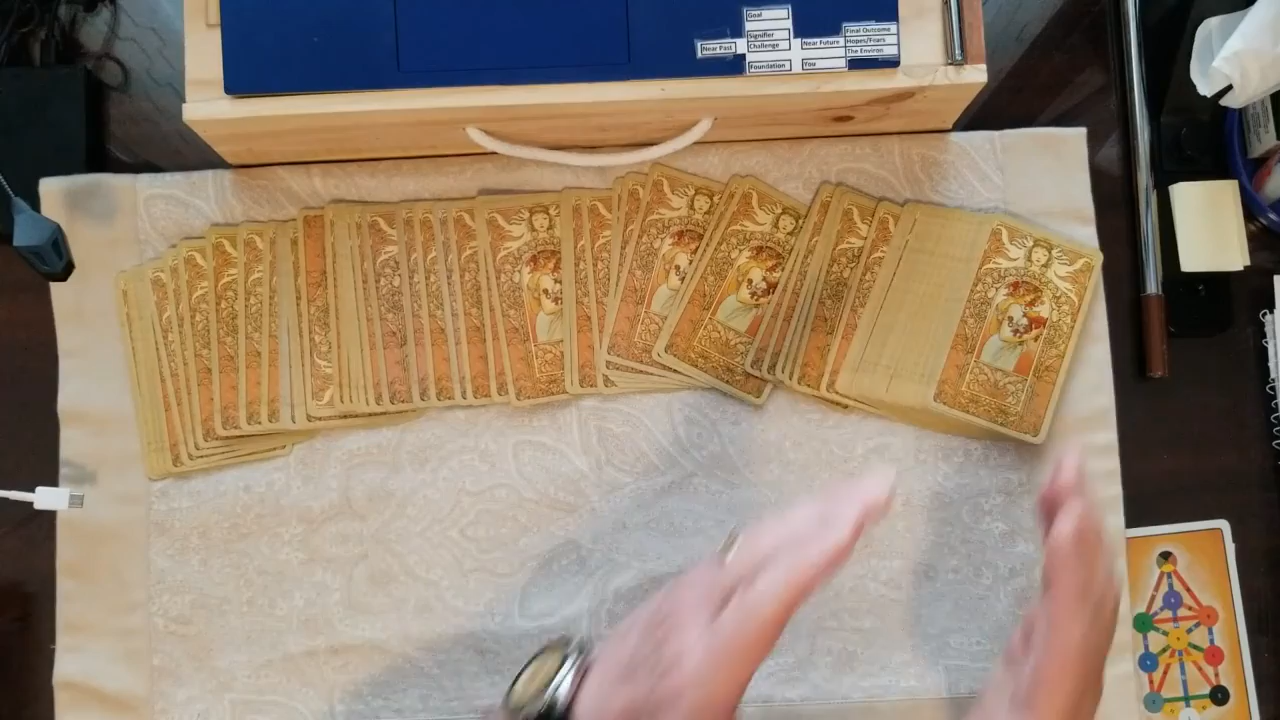 Goal
Signifier
Challenge
Near Past
Near Future
Final Outcome
Hopes/Fears
The Environ
Foundation
You